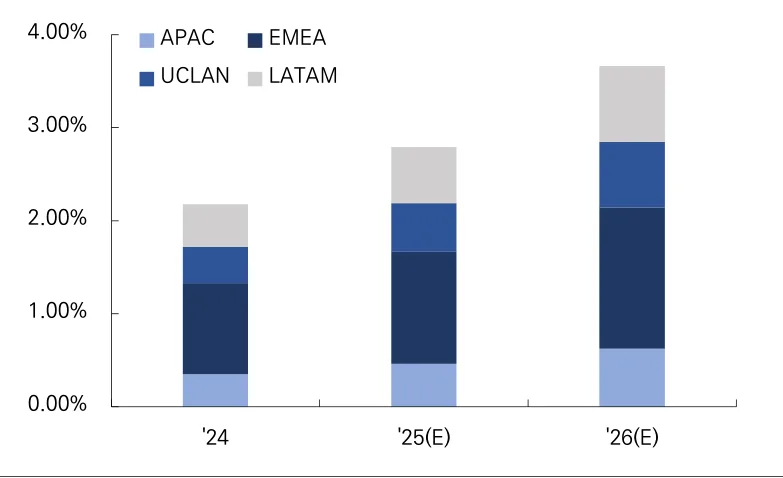 4.00%
APAC EMEA
UCLAN LATAM
3.00%
2.00%
1.00%
0.00%
'24 '25(E) '26(E)